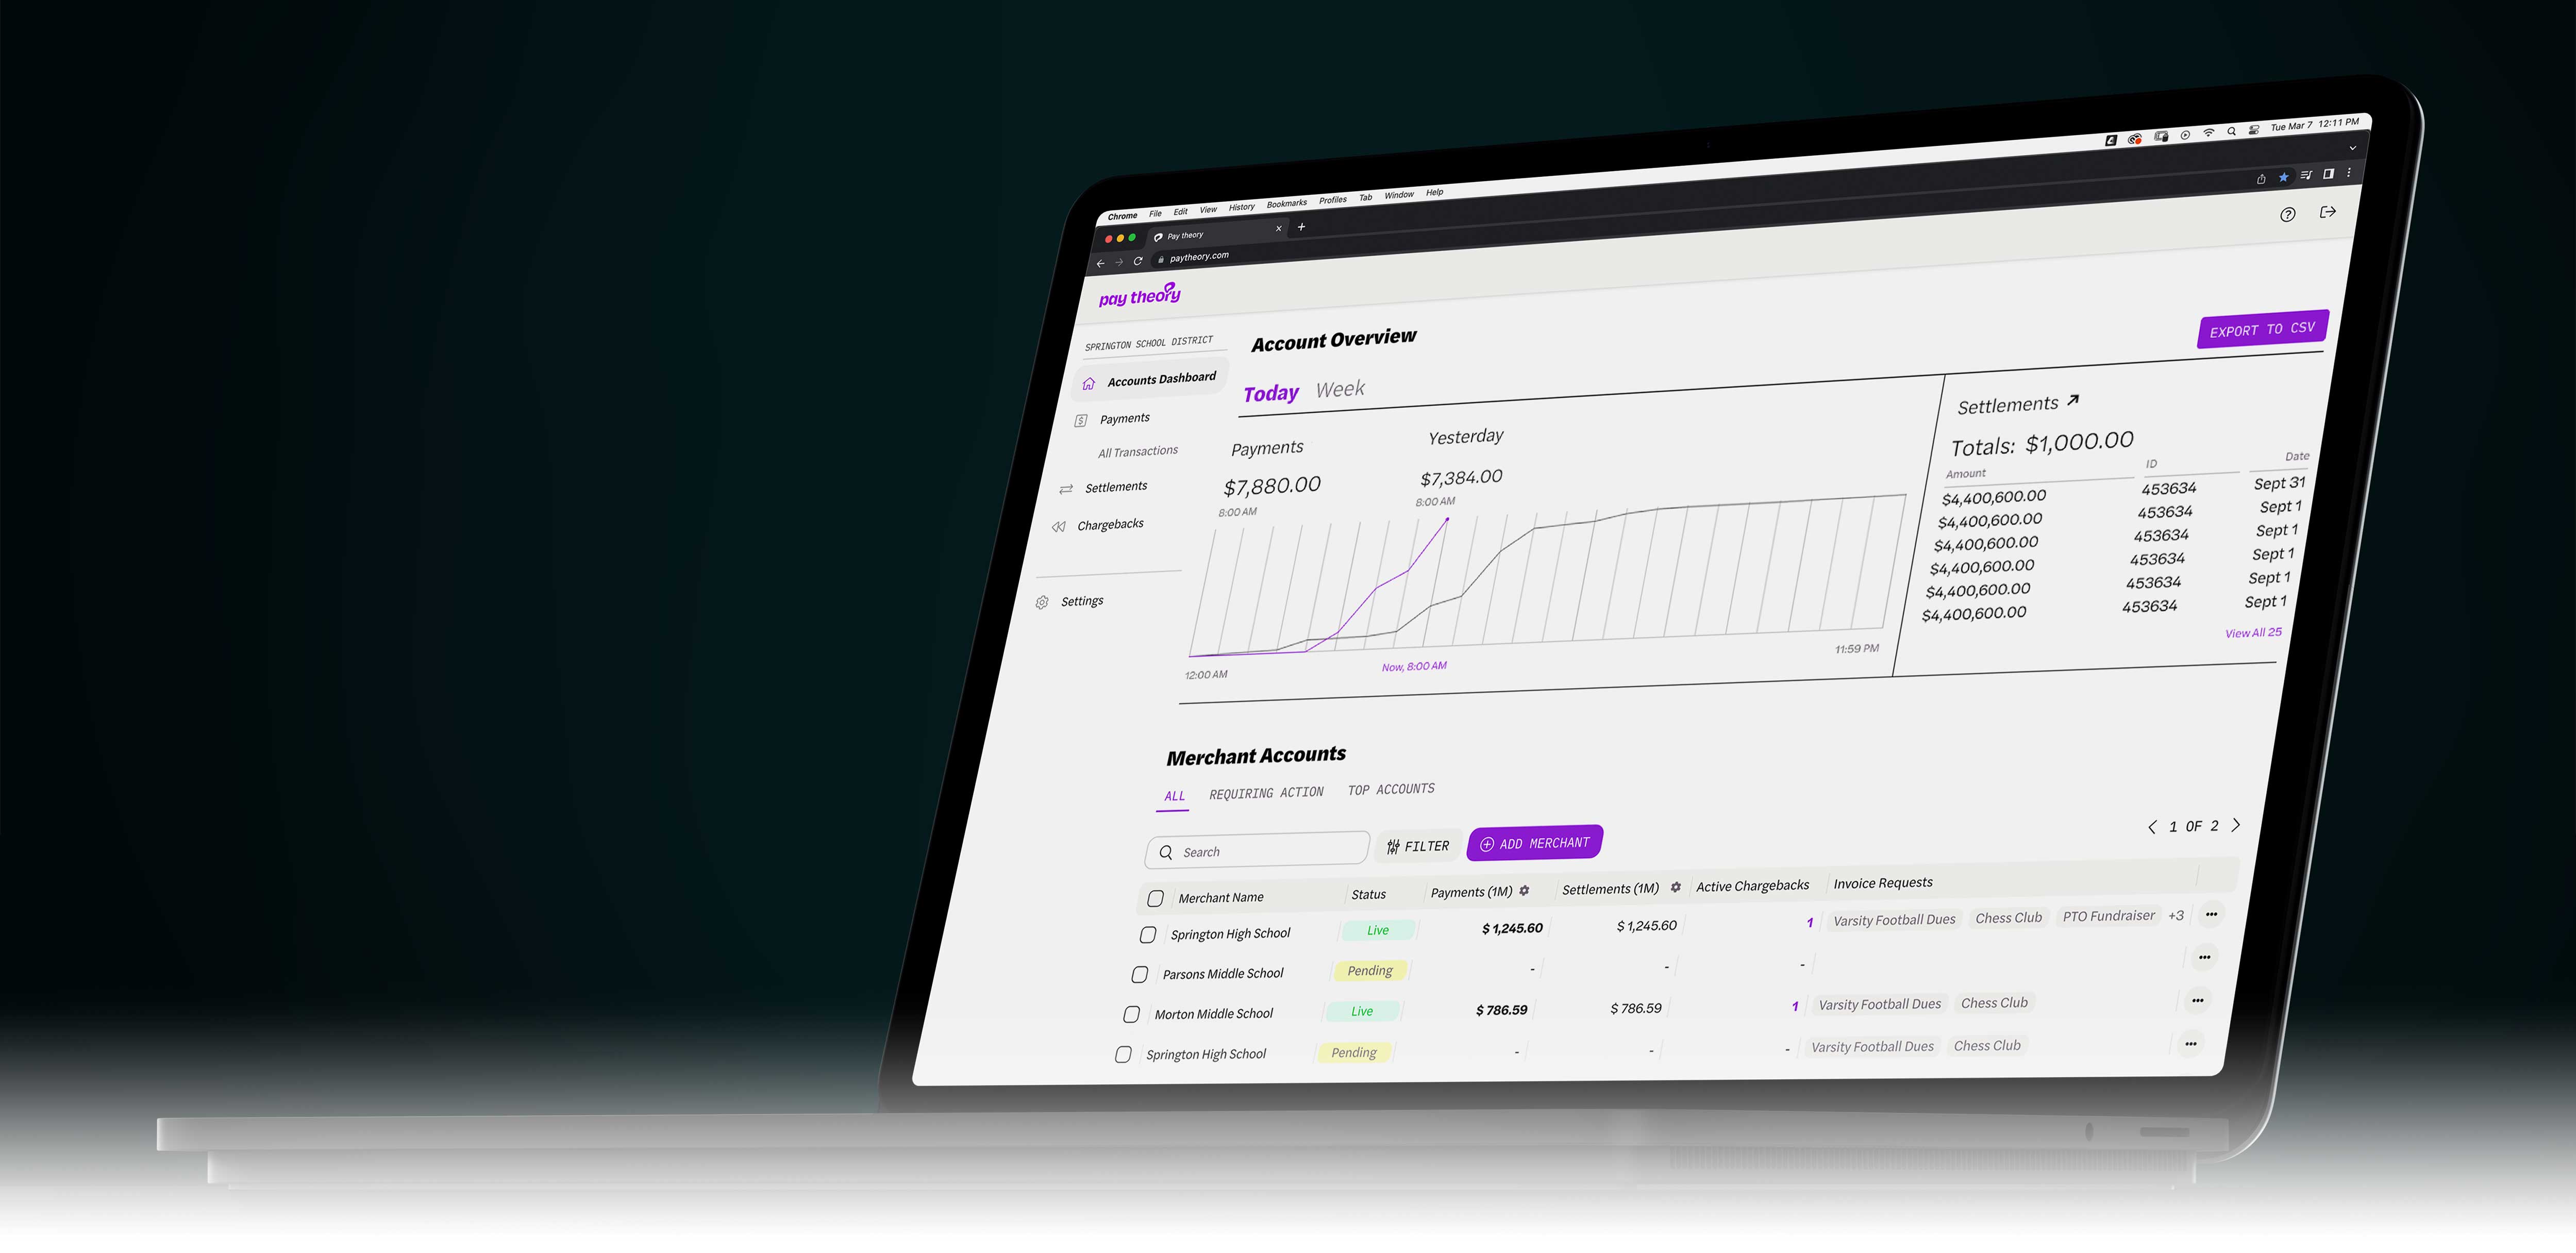 Chrome File Edit View History Bookmarks Profiles Tab Window Help
Tue Mar 7 12:11 PM
Pay theory
paytheory.com
pay theory
SPRINGTON SCHOOL DISTRICT
Accounts Dashboard
Payments
All Transactions
Settlements
Chargebacks
Settings
Account Overview
EXPORT TO CSV
Today Week
Payments Yesterday
$7,880.00 $7,384.00
8:00 AM 8:00 AM
12:00 AM Now, 8:00 AM 11:59 PM
Settlements
Totals: $1,000.00
Amount ID Date
$4,400,600.00 453634 Sept 31
$4,400,600.00 453634 Sept 1
$4,400,600.00 453634 Sept 1
$4,400,600.00 453634 Sept 1
$4,400,600.00 453634 Sept 1
$4,400,600.00 453634 Sept 1
View All 25
Merchant Accounts
ALL REQUIRING ACTION TOP ACCOUNTS
Search FILTER ADD MERCHANT 1 OF 2
Merchant Name Status Payments (1M) Settlements (1M) Active Chargebacks Invoice Requests
Springton High School Live $ 1,245.60 $ 1,245.60 1 Varsity Football Dues Chess Club PTO Fundraiser +3
Parsons Middle School Pending - - -
Morton Middle School Live $ 786.59 $ 786.59 1 Varsity Football Dues Chess Club
Springton High School Pending - - - Varsity Football Dues Chess Club